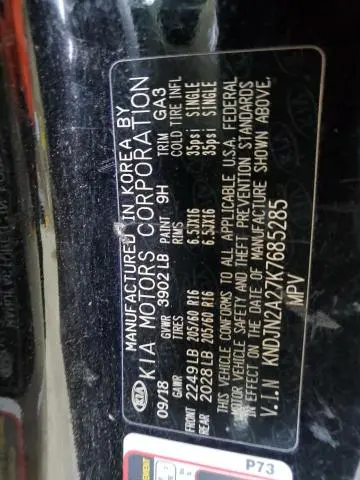 MANUFACTURED IN KOREA BY
KIA KIA MOTORS CORPORATION
09/18 GVWR 3902 LB PAINT 9H TRIM GA3
GAWR TIRES RIMS COLD TIRE INFL
FRONT 2249 LB 205/60 R16 6.5JX16 35psi SINGLE
REAR 2028 LB 205/60 R16 6.5JX16 35psi SINGLE
THIS VEHICLE CONFORMS TO ALL APPLICABLE U.S.A. FEDERAL
MOTOR VEHICLE SAFETY AND THEFT PREVENTION STANDARDS
IN EFFECT ON THE DATE OF MANUFACTURE SHOWN ABOVE.
V.I.N KNDJN2A27K7685285
MPV
P73